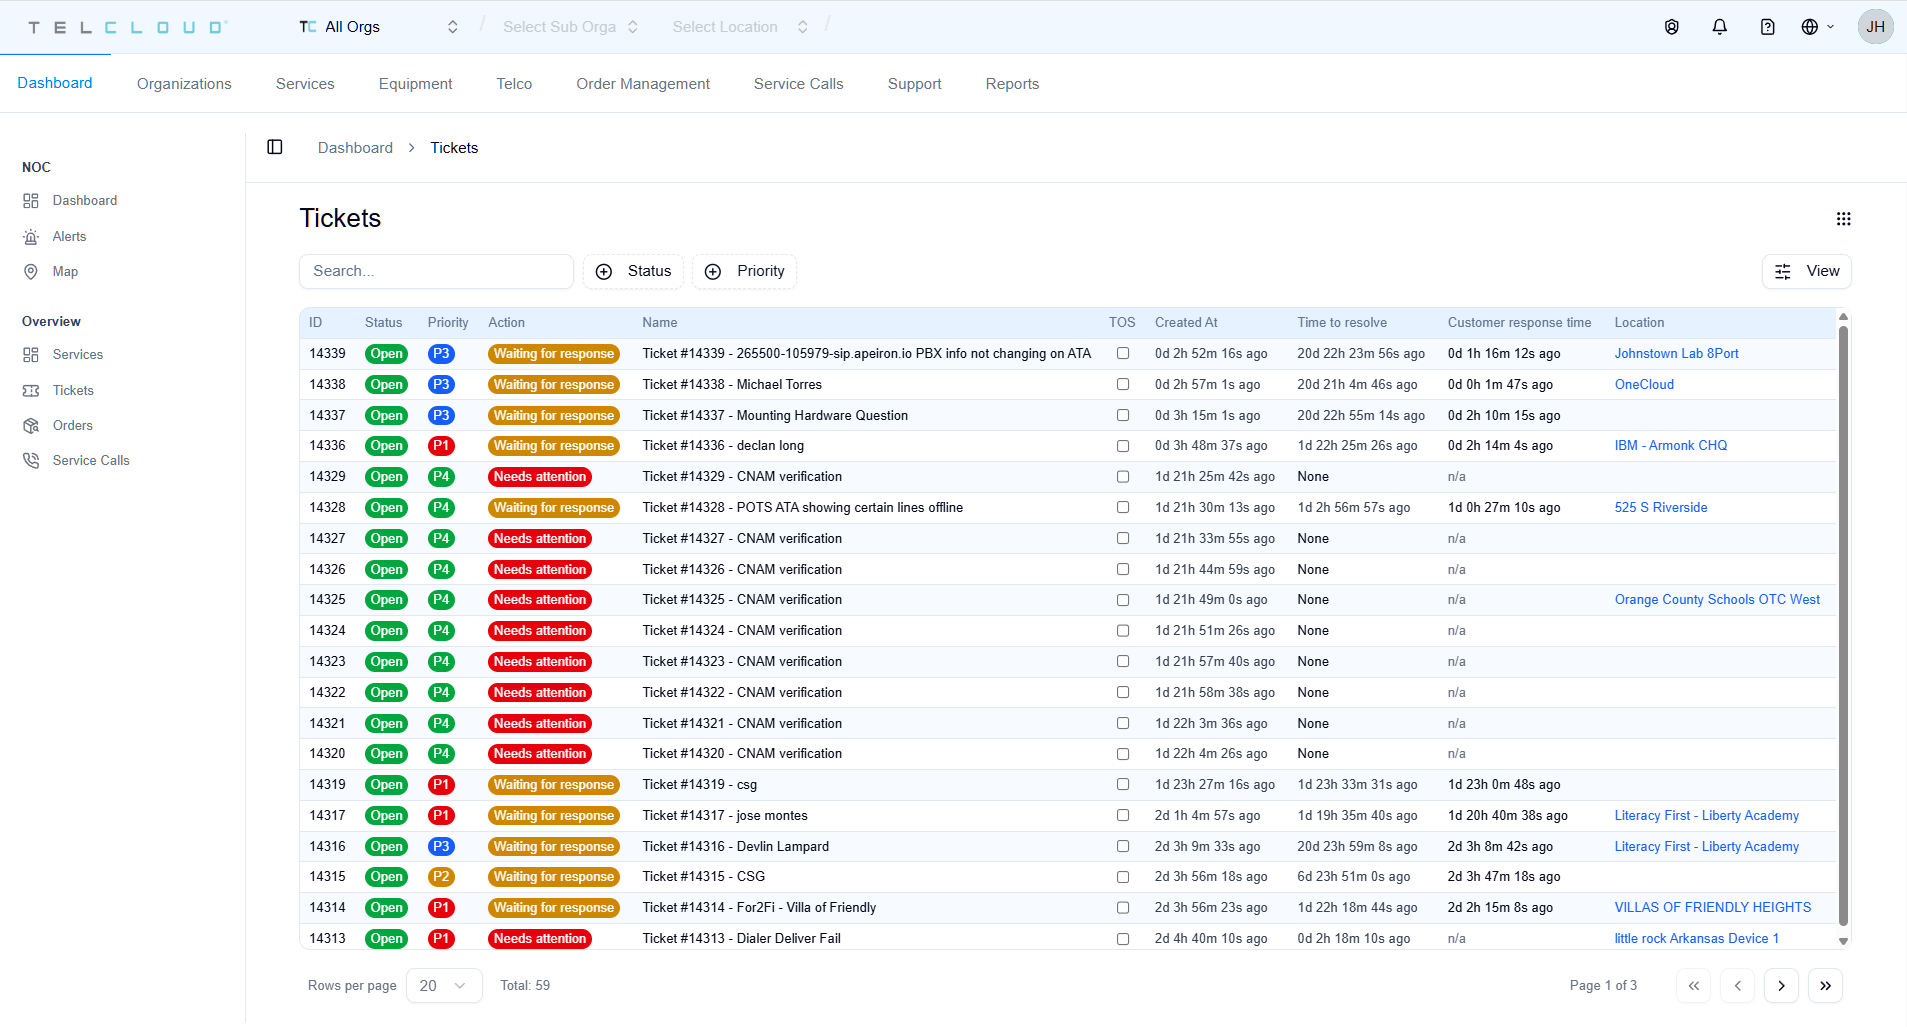 TELCLOUD
TC All Orgs / Select Sub Orga Select Location /
JH
Dashboard Organizations Services Equipment Telco Order Management Service Calls Support Reports
Dashboard > Tickets
NOC
Dashboard
Alerts
Map
Overview
Services
Tickets
Orders
Service Calls
Tickets
Search... Status Priority View
ID Status Priority Action Name TOS Created At Time to resolve Customer response time Location
14339 Open P3 Waiting for response Ticket #14339 - 265500-105979-sip.apeiron.io PBX info not changing on ATA 0d 2h 52m 16s ago 20d 22h 23m 56s ago 0d 1h 16m 12s ago Johnstown Lab 8Port
14338 Open P3 Waiting for response Ticket #14338 - Michael Torres 0d 2h 57m 1s ago 20d 21h 4m 46s ago 0d 0h 1m 47s ago OneCloud
14337 Open P3 Waiting for response Ticket #14337 - Mounting Hardware Question 0d 3h 15m 1s ago 20d 22h 55m 14s ago 0d 2h 10m 15s ago
14336 Open P1 Waiting for response Ticket #14336 - declan long 0d 3h 48m 37s ago 1d 22h 25m 26s ago 0d 2h 14m 4s ago IBM - Armonk CHQ
14329 Open P4 Needs attention Ticket #14329 - CNAM verification 1d 21h 25m 42s ago None n/a
14328 Open P4 Waiting for response Ticket #14328 - POTS ATA showing certain lines offline 1d 21h 30m 13s ago 1d 2h 56m 57s ago 1d 0h 27m 10s ago 525 S Riverside
14327 Open P4 Needs attention Ticket #14327 - CNAM verification 1d 21h 33m 55s ago None n/a
14326 Open P4 Needs attention Ticket #14326 - CNAM verification 1d 21h 44m 59s ago None n/a
14325 Open P4 Needs attention Ticket #14325 - CNAM verification 1d 21h 49m 0s ago None n/a Orange County Schools OTC West
14324 Open P4 Needs attention Ticket #14324 - CNAM verification 1d 21h 51m 26s ago None n/a
14323 Open P4 Needs attention Ticket #14323 - CNAM verification 1d 21h 57m 40s ago None n/a
14322 Open P4 Needs attention Ticket #14322 - CNAM verification 1d 21h 58m 38s ago None n/a
14321 Open P4 Needs attention Ticket #14321 - CNAM verification 1d 22h 3m 36s ago None n/a
14320 Open P4 Needs attention Ticket #14320 - CNAM verification 1d 22h 4m 26s ago None n/a
14319 Open P1 Waiting for response Ticket #14319 - csg 1d 23h 27m 16s ago 1d 23h 33m 31s ago 1d 23h 0m 48s ago
14317 Open P1 Waiting for response Ticket #14317 - jose montes 2d 1h 4m 57s ago 1d 19h 35m 40s ago 1d 20h 40m 38s ago Literacy First - Liberty Academy
14316 Open P3 Waiting for response Ticket #14316 - Devlin Lampard 2d 3h 9m 33s ago 20d 23h 59m 8s ago 2d 3h 8m 42s ago Literacy First - Liberty Academy
14315 Open P2 Waiting for response Ticket #14315 - CSG 2d 3h 56m 18s ago 6d 23h 51m 0s ago 2d 3h 47m 18s ago
14314 Open P1 Waiting for response Ticket #14314 - For2Fi - Villa of Friendly 2d 3h 56m 23s ago 1d 22h 18m 44s ago 2d 2h 15m 8s ago VILLAS OF FRIENDLY HEIGHTS
14313 Open P1 Needs attention Ticket #14313 - Dialer Deliver Fail 2d 4h 40m 10s ago 0d 2h 18m 10s ago n/a little rock Arkansas Device 1
Rows per page 20 Total: 59 Page 1 of 3